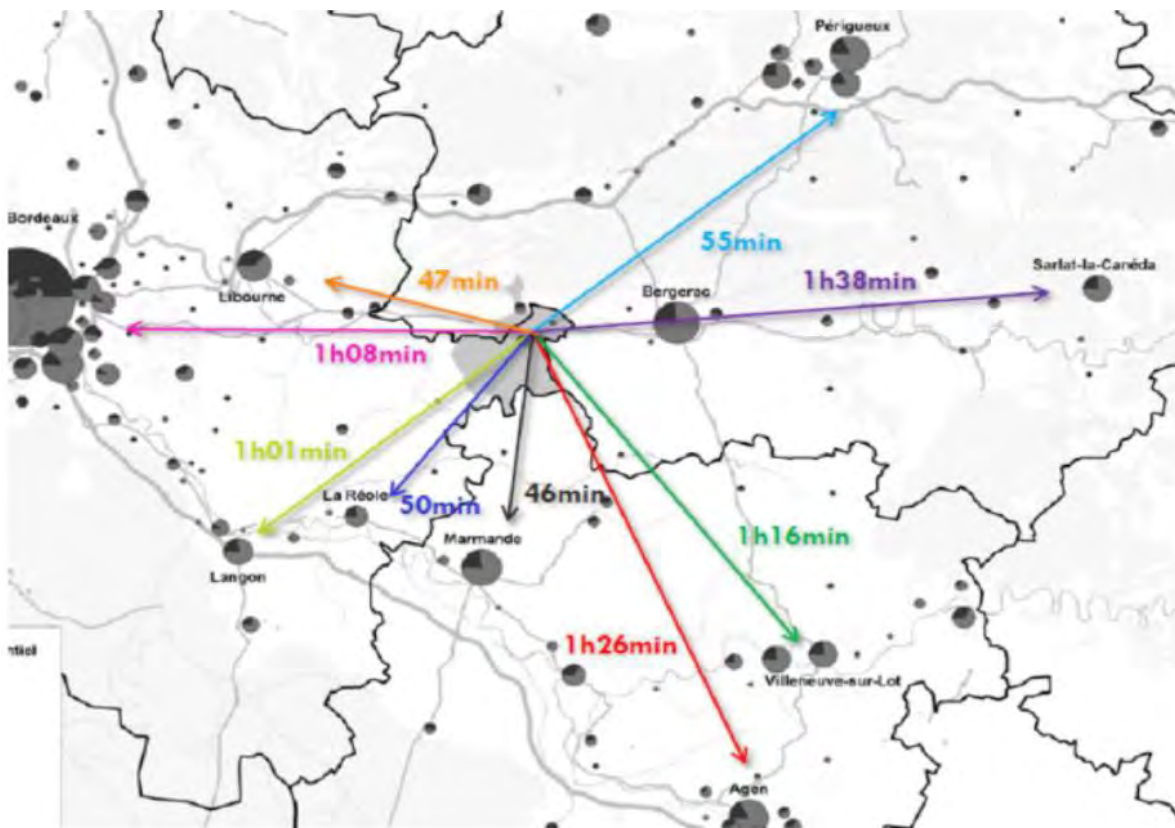 Périgueux
Bordeaux
55min
Sarlat-la-Canéda
47min
1h38min
Libourne
Bergerac
1h08min
1h01min
La Réole
50min
46min
Marmande
1h16min
Langon
ntiel
1h26min
Villeneuve-sur-Lot
Agen